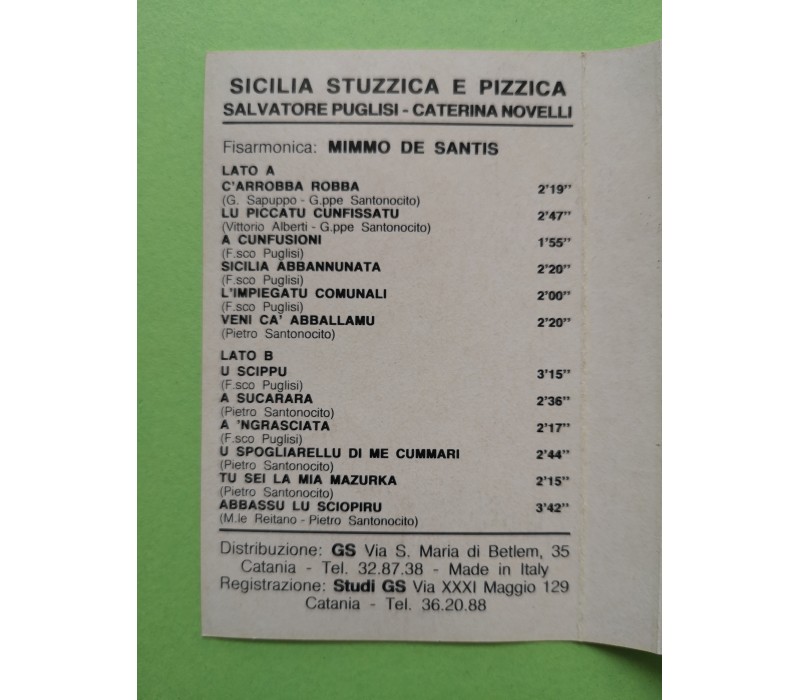 SICILIA STUZZICA E PIZZICA
SALVATORE PUGLISI - CATERINA NOVELLI
Fisarmonica: MIMMO DE SANTIS
LATO A
C'ARROBBA ROBBA 2'19''
(G. Sapuppo - G.ppe Santonocito)
LU PICCATU CUNFISSATU 2'47''
(Vittorio Alberti - G.ppe Santonocito)
A CUNFUSIONI 1'55''
(F.sco Puglisi)
SICILIA ABBANNUNATA 2'20''
(F.sco Puglisi)
L'IMPIEGATU COMUNALI 2'00''
(F.sco Puglisi)
VENI CA' ABBALLAMU 2'20''
(Pietro Santonocito)
LATO B
U SCIPPU 3'15''
(F.sco Puglisi)
A SUCARARA 2'36''
(Pietro Santonocito)
A 'NGRASCIATA 2'17''
(F.sco Puglisi)
U SPOGLIARELLU DI ME CUMMARI 2'44''
(Pietro Santonocito)
TU SEI LA MIA MAZURKA 2'15''
(Pietro Santonocito)
ABBASSU LU SCIOPIRU 3'42''
(M.le Reitano - Pietro Santonocito)
Distribuzione: GS Via S. Maria di Betlem, 35
Catania - Tel. 32.87.38 - Made in Italy
Registrazione: Studi GS Via XXXI Maggio 129
Catania - Tel. 36.20.88